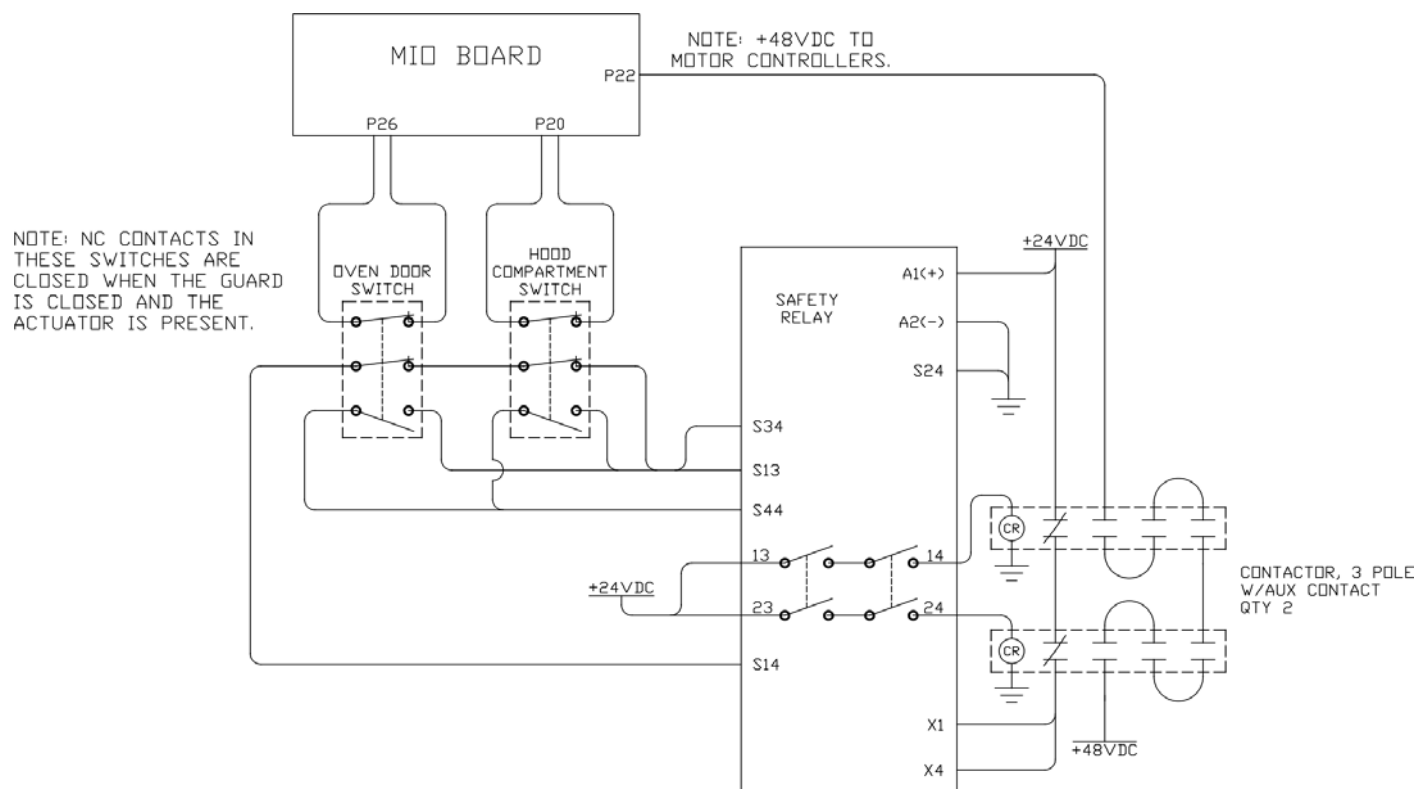 MIO BOARD
NOTE: +48VDC TO
MOTOR CONTROLLERS.
P22
P26
P20
NOTE: NC CONTACTS IN
THESE SWITCHES ARE
CLOSED WHEN THE GUARD
IS CLOSED AND THE
ACTUATOR IS PRESENT.
OVEN DOOR
SWITCH
HOOD
COMPARTMENT
SWITCH
SAFETY
RELAY
A1(+)
A2(-)
S24
+24VDC
S34
S13
S44
13
14
+24VDC
23
24
S14
X1
X4
CR
CR
CONTACTOR, 3 POLE
W/AUX CONTACT
QTY 2
+48VDC